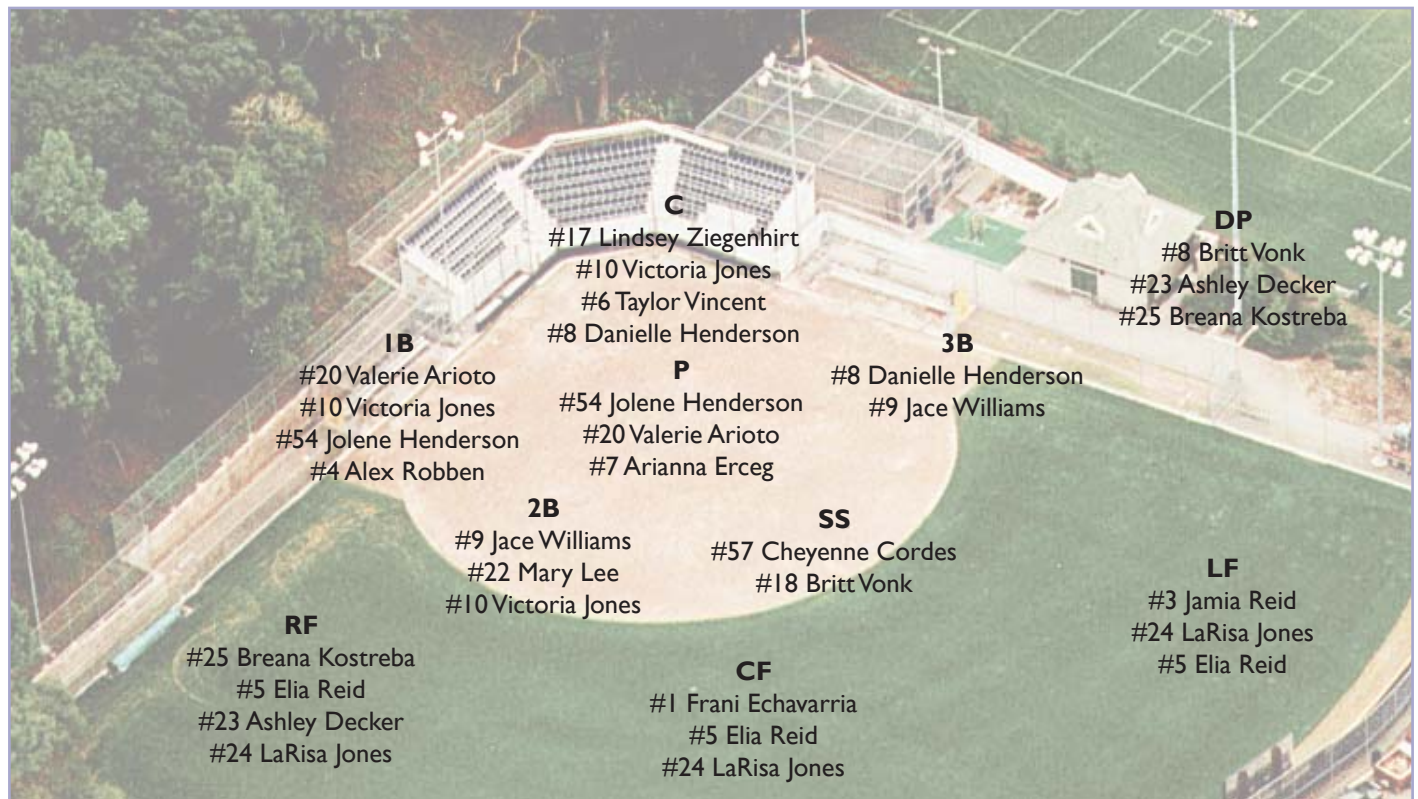 C
#17 Lindsey Ziegenhirt
#10 Victoria Jones
#6 Taylor Vincent
#8 Danielle Henderson
DP
#8 Britt Vonk
#23 Ashley Decker
#25 Breana Kostreba
1B
#20 Valerie Arioto
#10 Victoria Jones
#54 Jolene Henderson
#4 Alex Robben
P
#54 Jolene Henderson
#20 Valerie Arioto
#7 Arianna Erceg
3B
#8 Danielle Henderson
#9 Jace Williams
2B
#9 Jace Williams
#22 Mary Lee
#10 Victoria Jones
SS
#57 Cheyenne Cordes
#18 Britt Vonk
LF
#3 Jamia Reid
#24 LaRisa Jones
#5 Elia Reid
RF
#25 Breana Kostreba
#5 Elia Reid
#23 Ashley Decker
#24 LaRisa Jones
CF
#1 Frani Echavarria
#5 Elia Reid
#24 LaRisa Jones